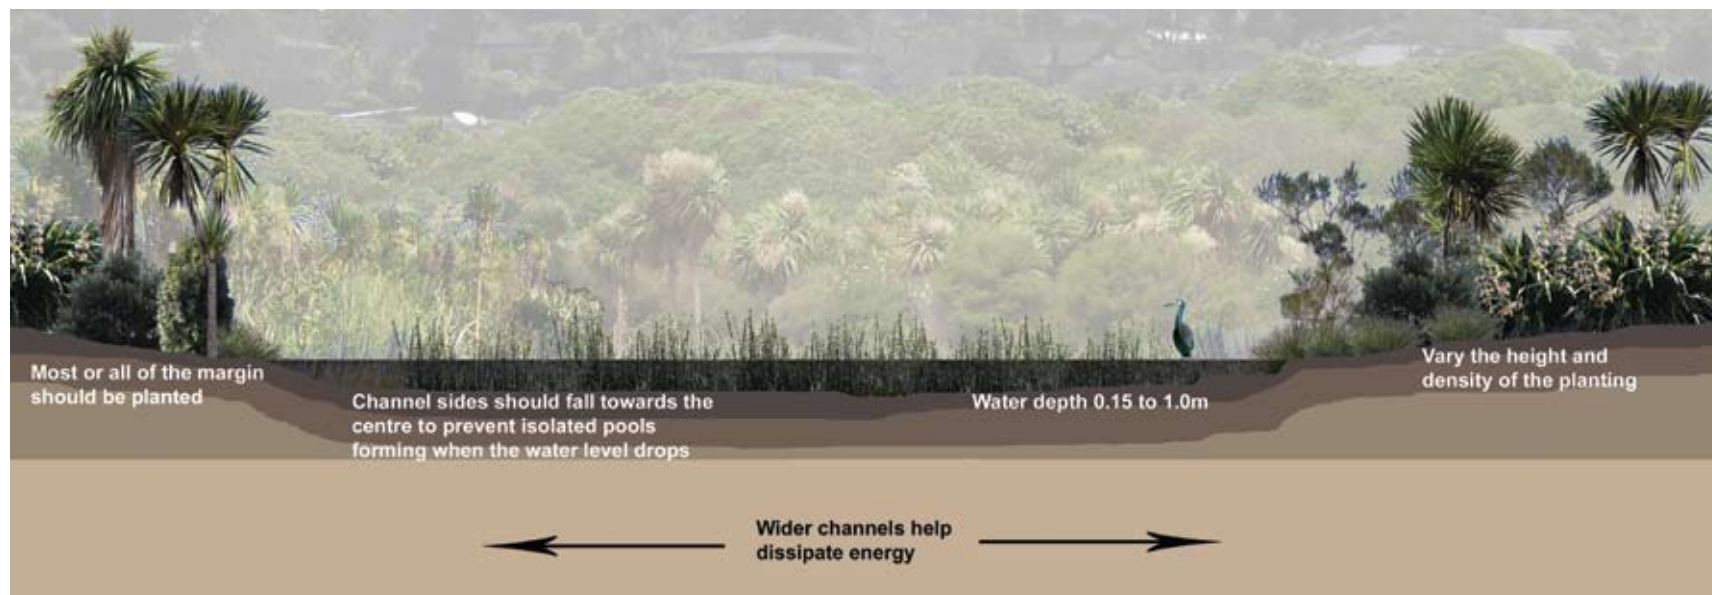 Most or all of the margin
should be planted
Channel sides should fall towards the
centre to prevent isolated pools
forming when the water level drops
Water depth 0.15 to 1.0m
Vary the height and
density of the planting
Wider channels help
dissipate energy